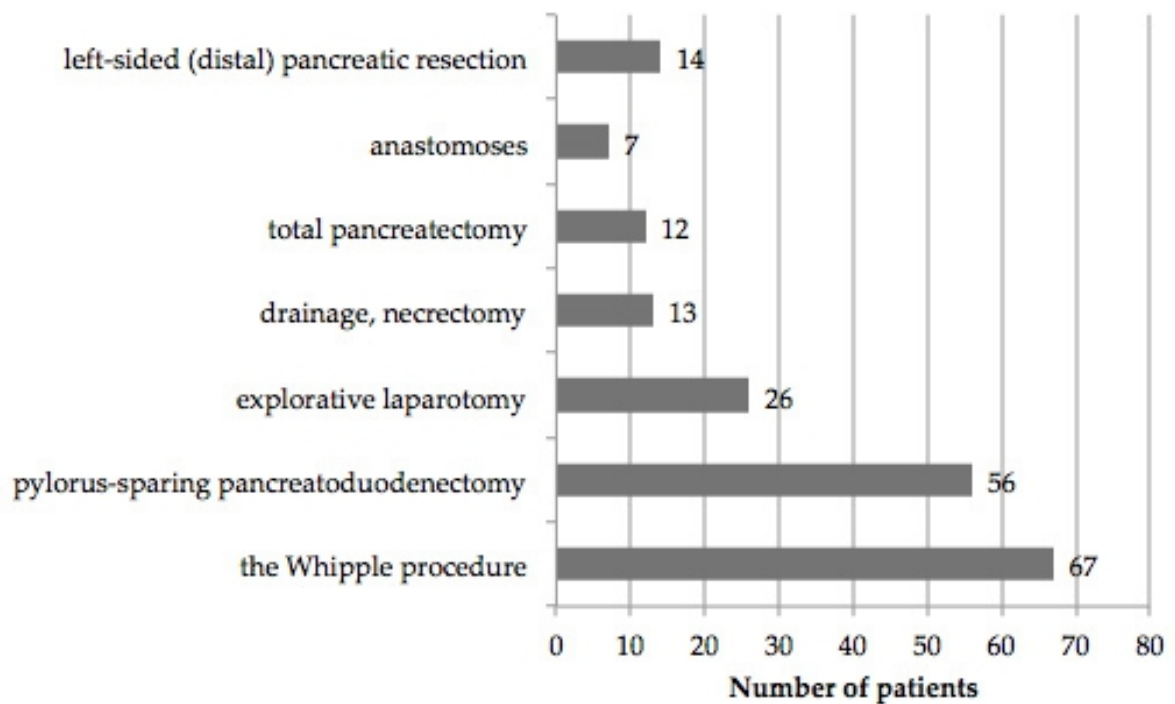 left-sided (distal) pancreatic resection 14
anastomoses 7
total pancreatectomy 12
drainage, necrectomy 13
explorative laparotomy 26
pylorus-sparing pancreatoduodenectomy 56
the Whipple procedure 67
0 10 20 30 40 50 60 70 80
Number of patients